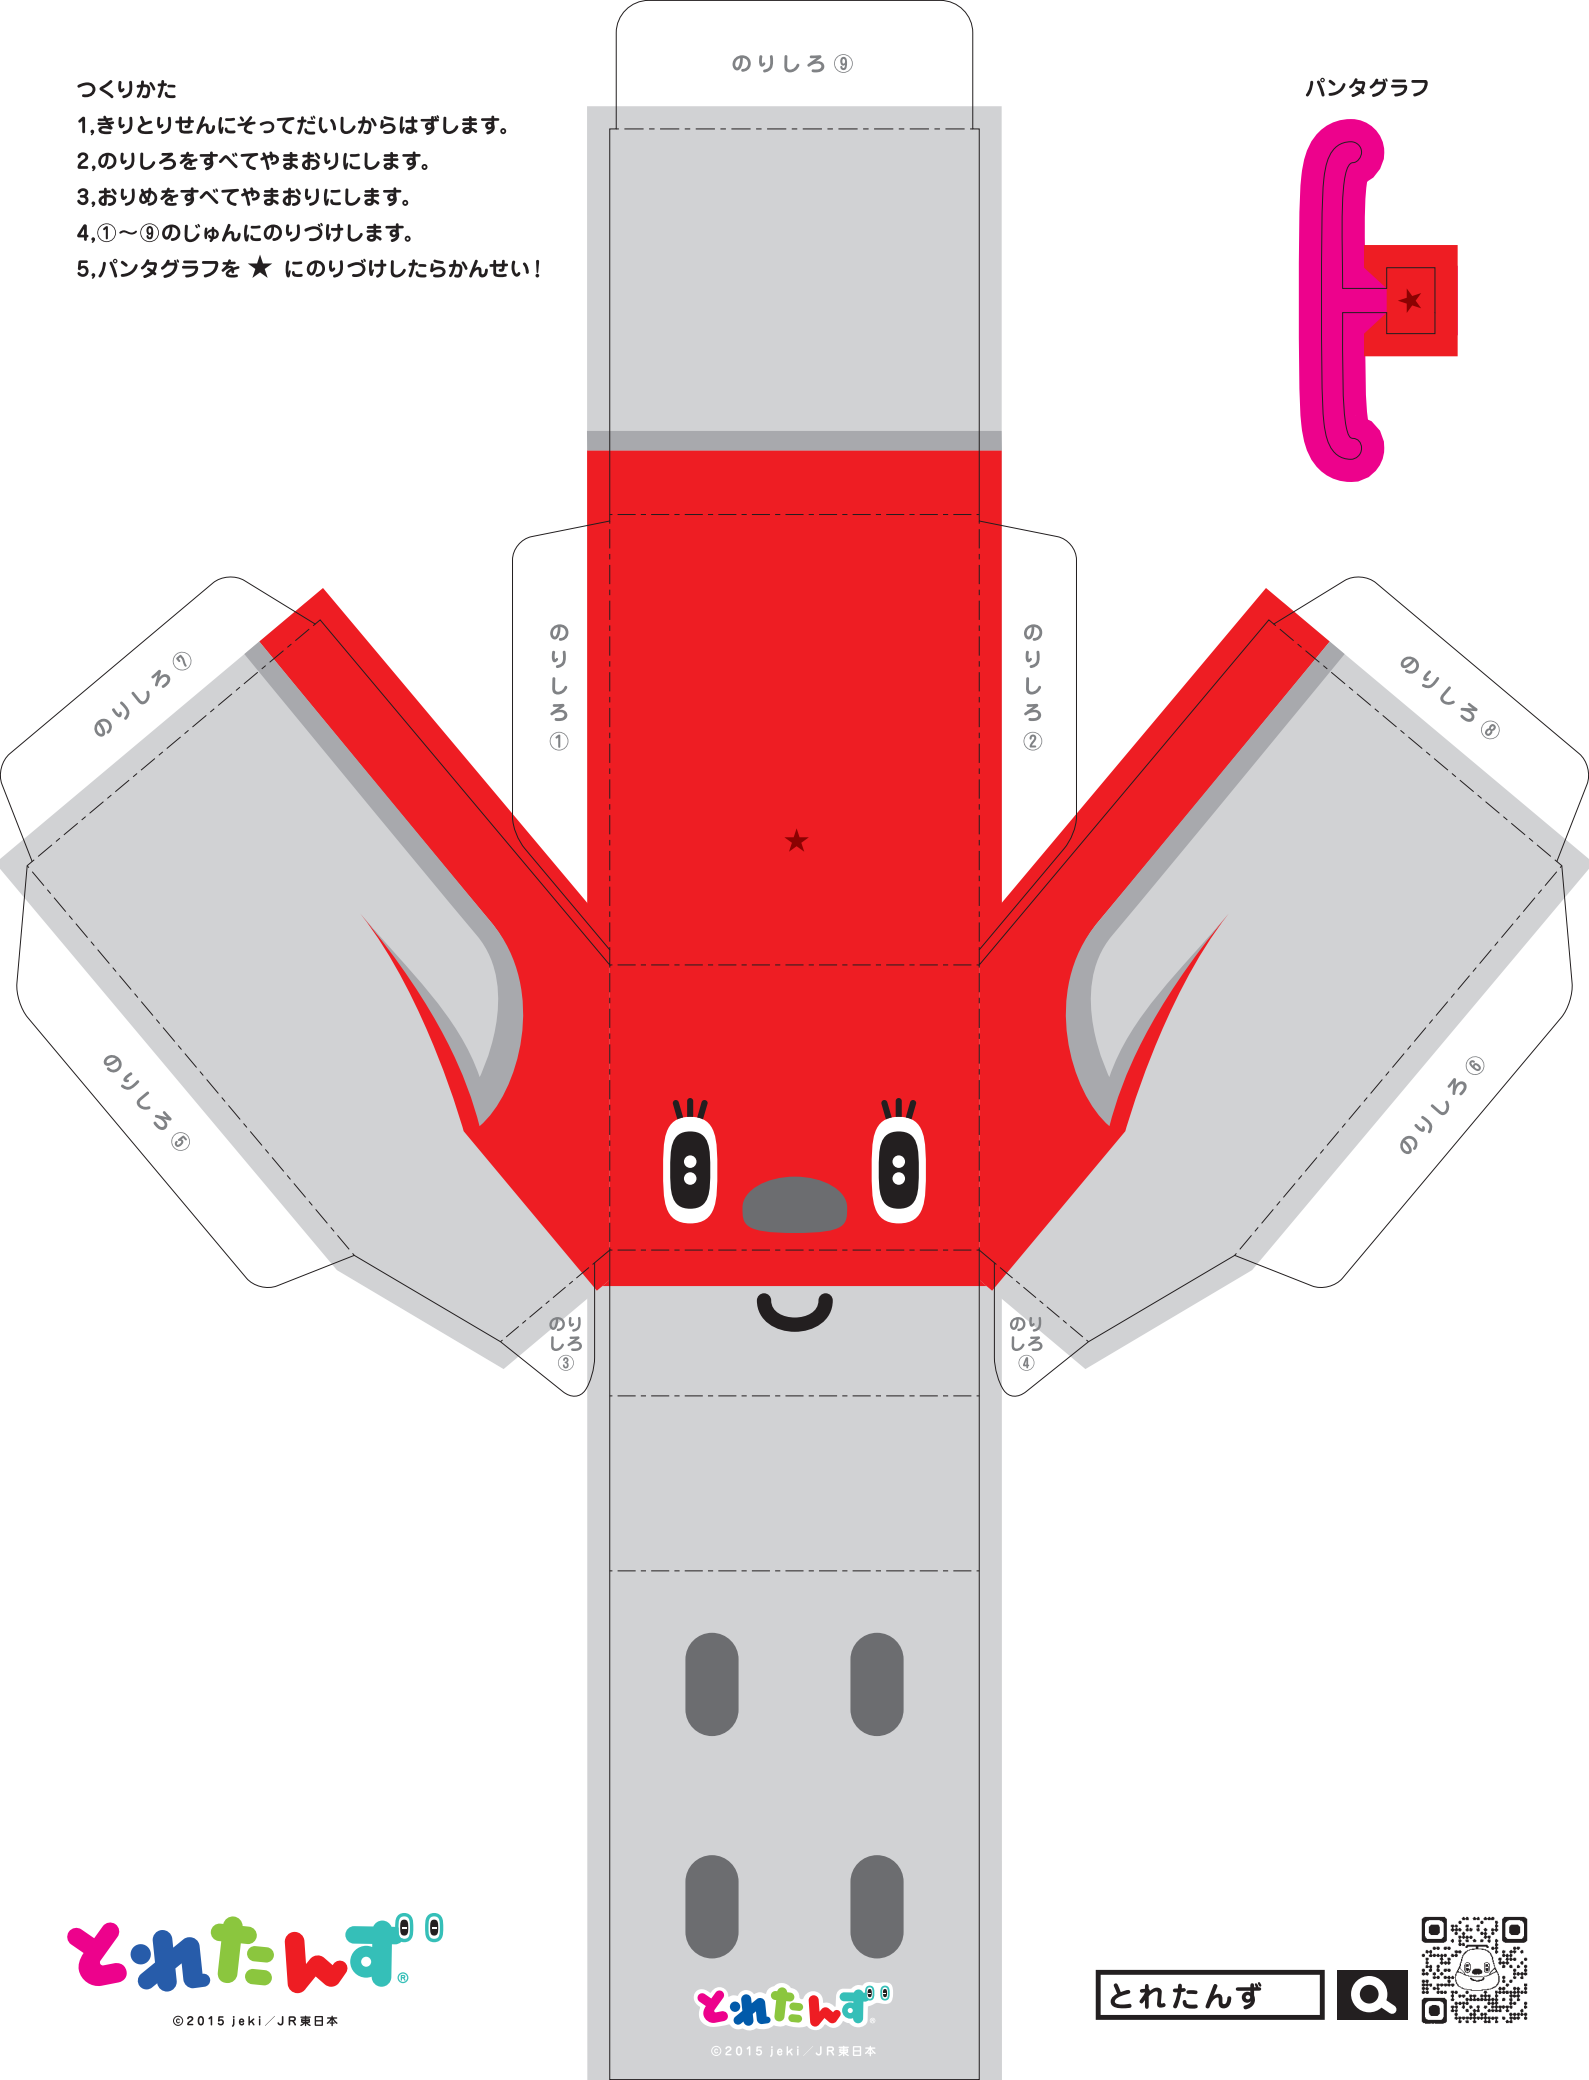 のりしろ⑨
つくりかた
1,きりとりせんにそってだいしからはずします。
2,のりしろをすべてやまおりにします。
3,おりめをすべてやまおりにします。
4,①～⑨のじゅんにのりづけします。
5,パンタグラフを ★ にのりづけしたらかんせい！
パンタグラフ
のりしろ⑦
のりしろ①
のりしろ②
のりしろ⑧
のりしろ⑤
のりしろ⑥
のり
しろ
③
のり
しろ
④
とれたんず®
©2015 jeki／JR東日本
とれたんず
©2015 jeki／JR東日本
とれたんず